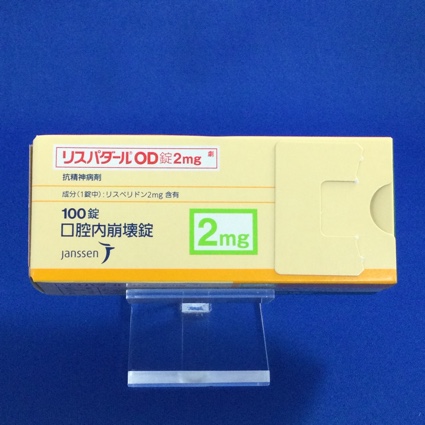 リスパダール OD錠2mg 劇
抗精神病剤
成分(1錠中):リスペリドン2mg 含有
100錠
口腔内崩壊錠
2mg
janssen